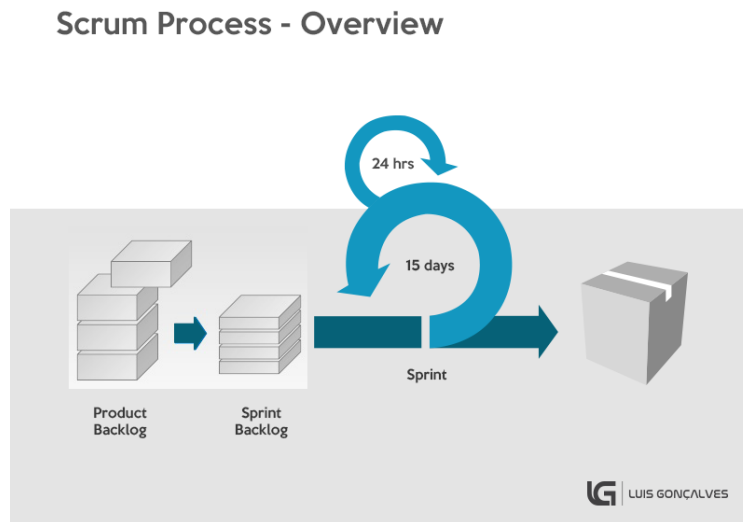 Scrum Process - Overview
24 hrs
15 days
Sprint
Product
Backlog
Sprint
Backlog
LG LUIS GONÇALVES